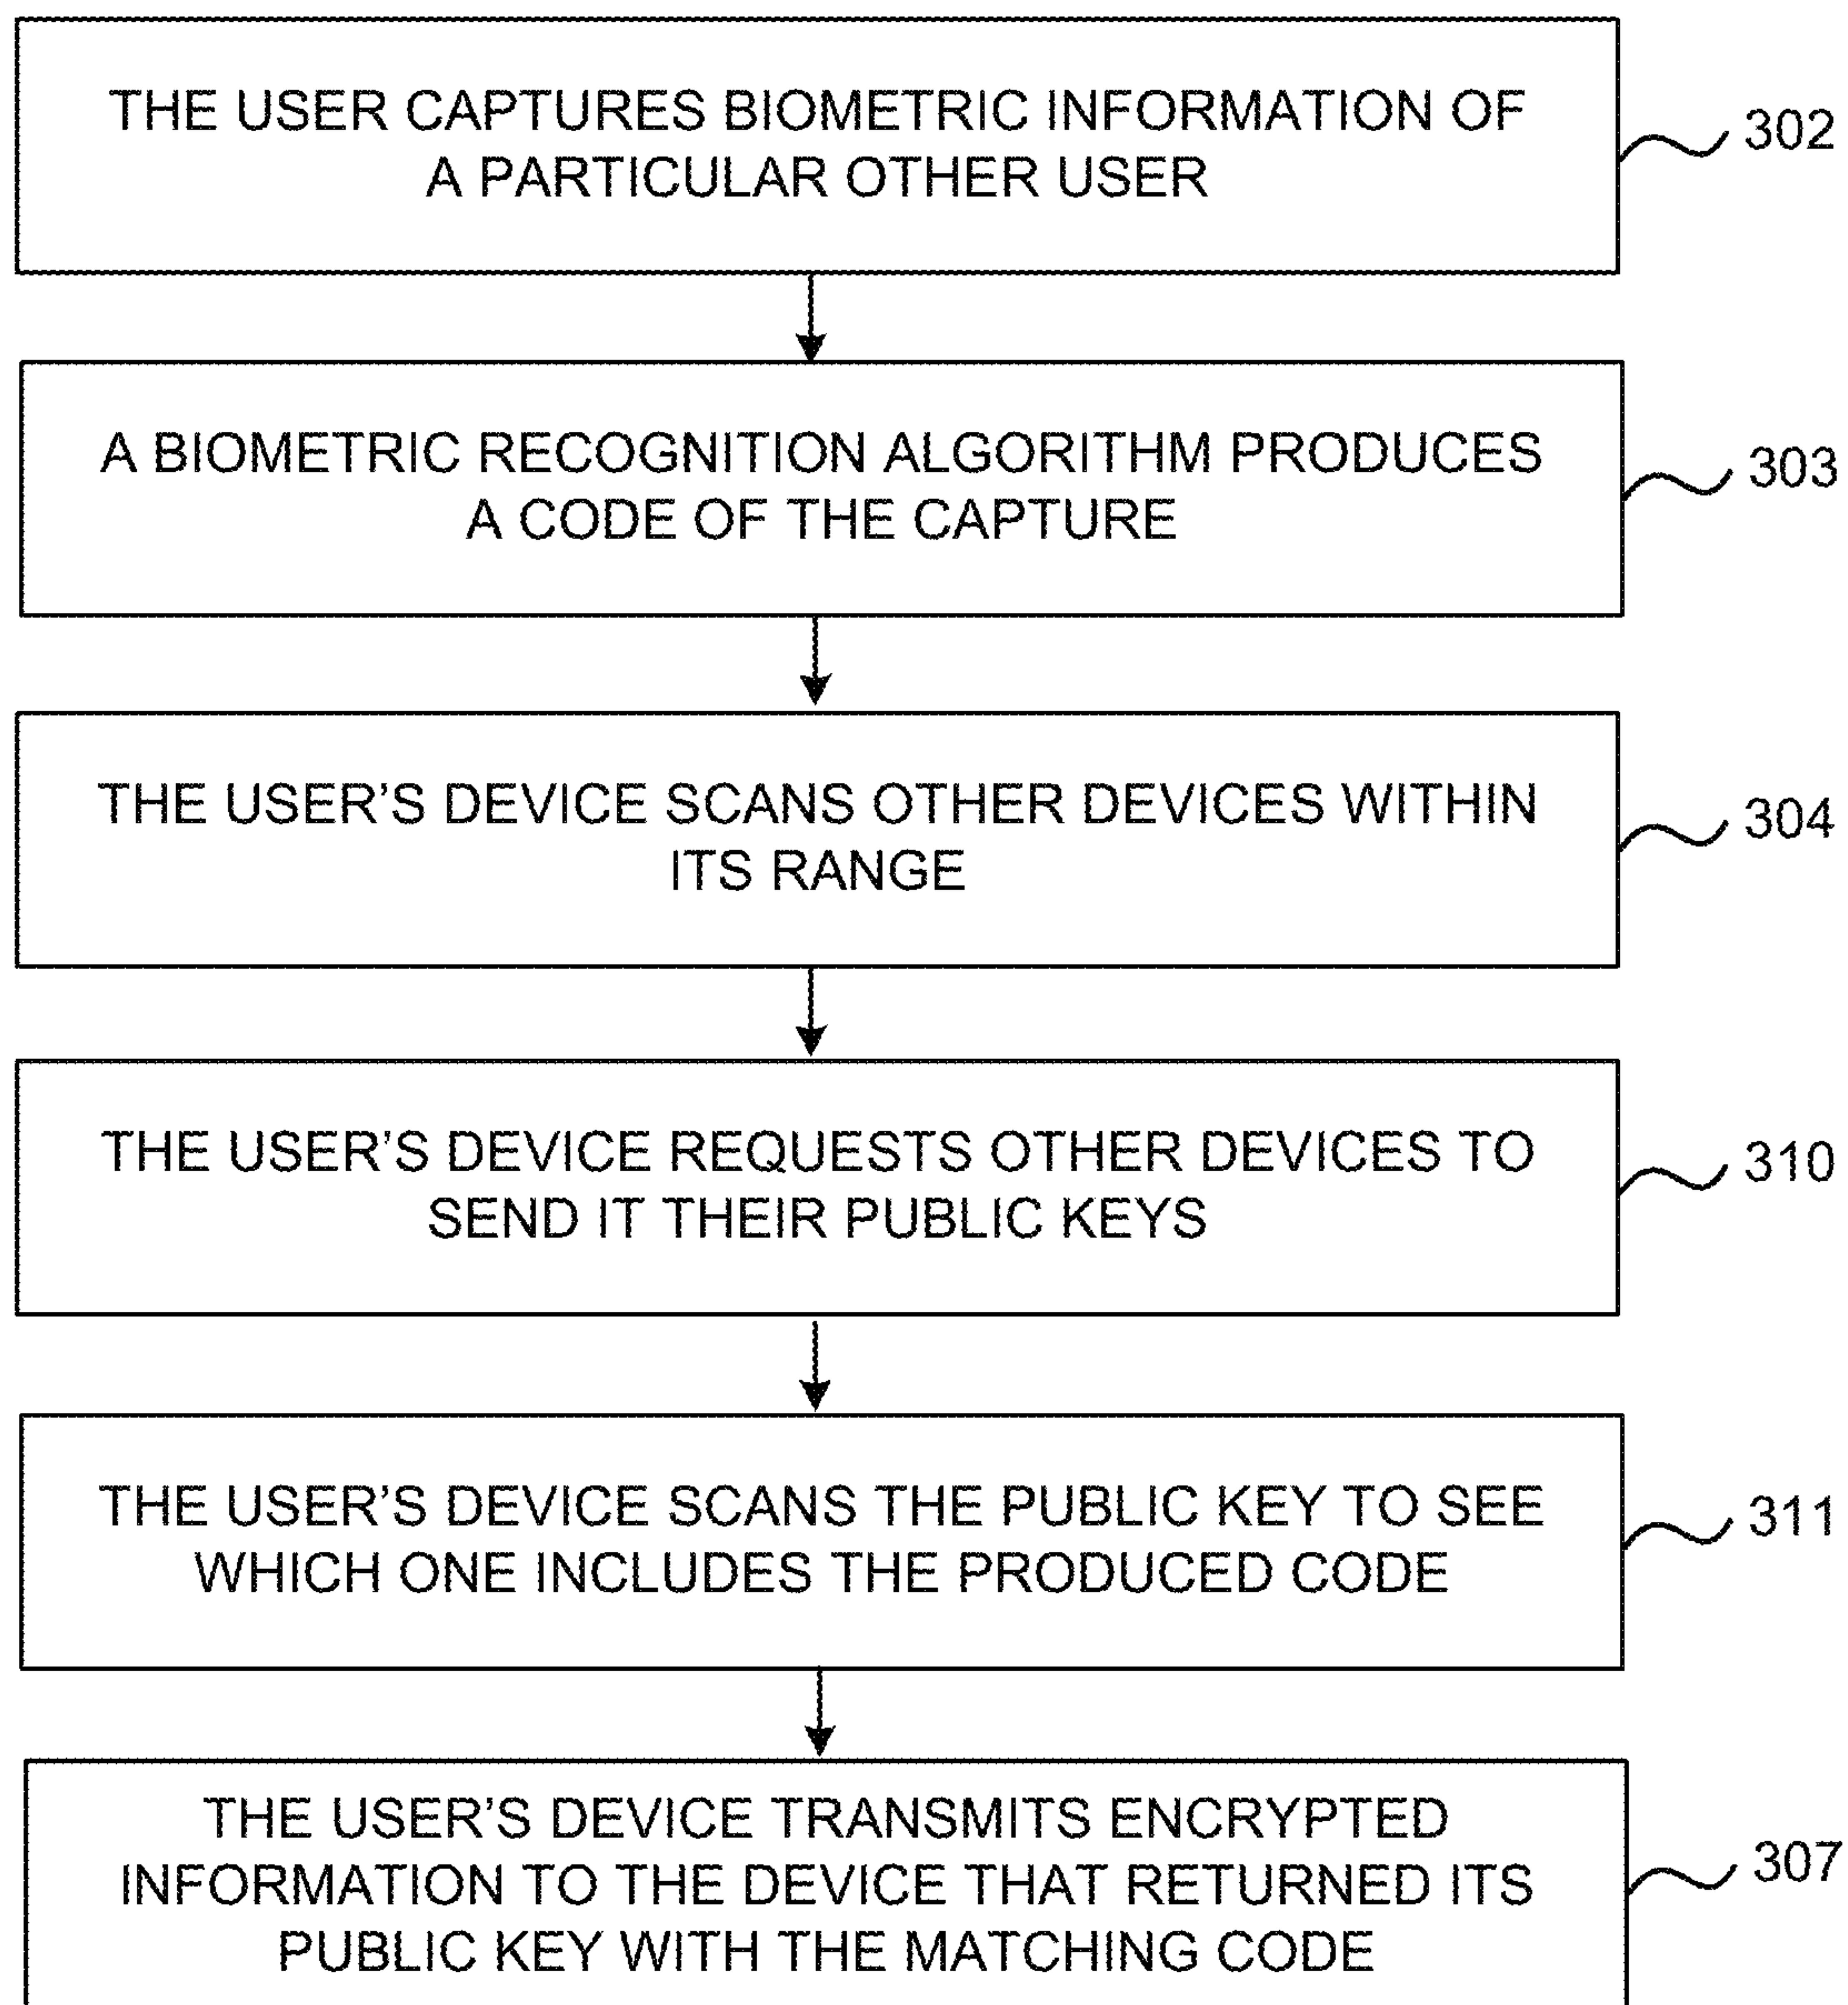 THE USER CAPTURES BIOMETRIC INFORMATION OF
A PARTICULAR OTHER USER
302
A BIOMETRIC RECOGNITION ALGORITHM PRODUCES
A CODE OF THE CAPTURE
303
THE USER’S DEVICE SCANS OTHER DEVICES WITHIN
ITS RANGE
304
THE USER’S DEVICE REQUESTS OTHER DEVICES TO
SEND IT THEIR PUBLIC KEYS
310
THE USER’S DEVICE SCANS THE PUBLIC KEY TO SEE
WHICH ONE INCLUDES THE PRODUCED CODE
311
THE USER’S DEVICE TRANSMITS ENCRYPTED
INFORMATION TO THE DEVICE THAT RETURNED ITS
PUBLIC KEY WITH THE MATCHING CODE
307